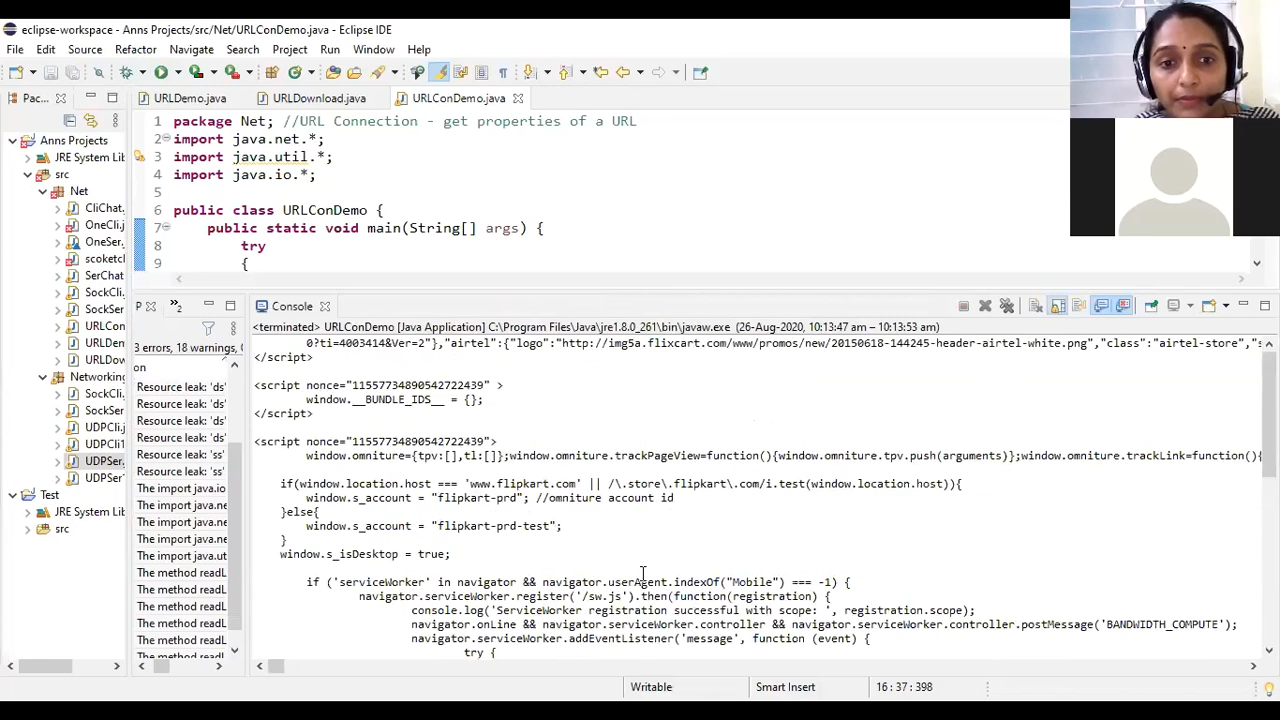 eclipse-workspace - Anns Projects/src/Net/URLConDemo.java - Eclipse IDE
File Edit Source Refactor Navigate Search Project Run Window Help
Pac...
URLDemo.java
URLDownload.java
URLConDemo.java
Anns Projects
JRE System Lib
src
Net
CliChat.
OneCli.j
OneSer.
scoketcl
SerChat
SockCli.
SockSer
URLCon
URLDen
URLDov
Networking
SockCli.
SockSer
UDPCli.j
UDPCli1
UDPSer.
UDPSer
Test
JRE System Lib
src
1 package Net; //URL Connection - get properties of a URL
2 import java.net.*;
3 import java.util.*;
4 import java.io.*;
5
6 public class URLConDemo {
7 public static void main(String[] args) {
8 try
9 {
P
2
3 errors, 18 warnings,
on
Resource leak: 'ds'
Resource leak: 'ds'
Resource leak: 'ds'
Resource leak: 'ds'
Resource leak: 'ss'
Resource leak: 'ss'
The import java.io
The import java.ne
The import java.ne
The import java.ne
The import java.ut
The method readL
The method readL
The method readL
The method readL
The method readL
The method readL
Console
<terminated> URLConDemo [Java Application] C:\Program Files\Java\jre1.8.0_261\bin\javaw.exe (26-Aug-2020, 10:13:47 am – 10:13:53 am)
0?ti=4003414&Ver=2"},"airtel":{"logo":"http://img5a.flixcart.com/www/promos/new/20150618-144245-header-airtel-white.png","class":"airtel-store","s
</script>
<script nonce="11557734890542722439" >
window.__BUNDLE_IDS__ = {};
</script>
<script nonce="11557734890542722439">
window.omniture={tpv:[],tl:[]};window.omniture.trackPageView=function(){window.omniture.tpv.push(arguments)};window.omniture.trackLink=function(){
if(window.location.host === 'www.flipkart.com' || /\.store\.flipkart\.com/i.test(window.location.host)){
window.s_account = "flipkart-prd"; //omniture account id
}else{
window.s_account = "flipkart-prd-test";
}
window.s_isDesktop = true;
if ('serviceWorker' in navigator && navigator.userAgent.indexOf("Mobile") === -1) {
navigator.serviceWorker.register('/sw.js').then(function(registration) {
console.log('ServiceWorker registration successful with scope: ', registration.scope);
navigator.onLine && navigator.serviceWorker.controller && navigator.serviceWorker.controller.postMessage('BANDWIDTH_COMPUTE');
navigator.serviceWorker.addEventListener('message', function (event) {
try {
Writable
Smart Insert
16 : 37 : 398